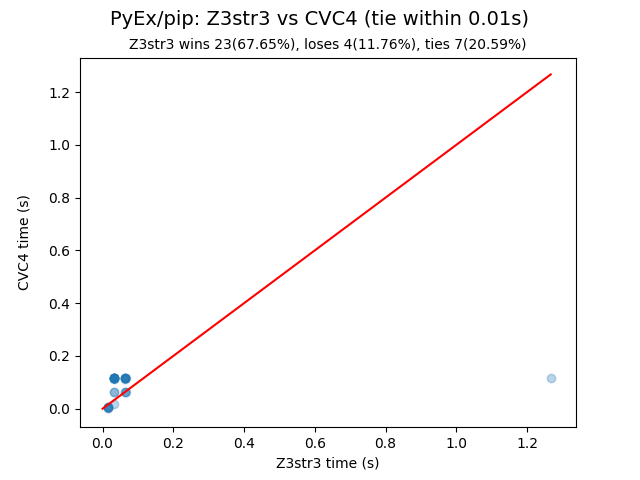 PyEx/pip: Z3str3 vs CVC4 (tie within 0.01s)
Z3str3 wins 23(67.65%), loses 4(11.76%), ties 7(20.59%)
1.2
1.0
0.8
0.6
0.4
0.2
0.0
CVC4 time (s)
0.0 0.2 0.4 0.6 0.8 1.0 1.2
Z3str3 time (s)